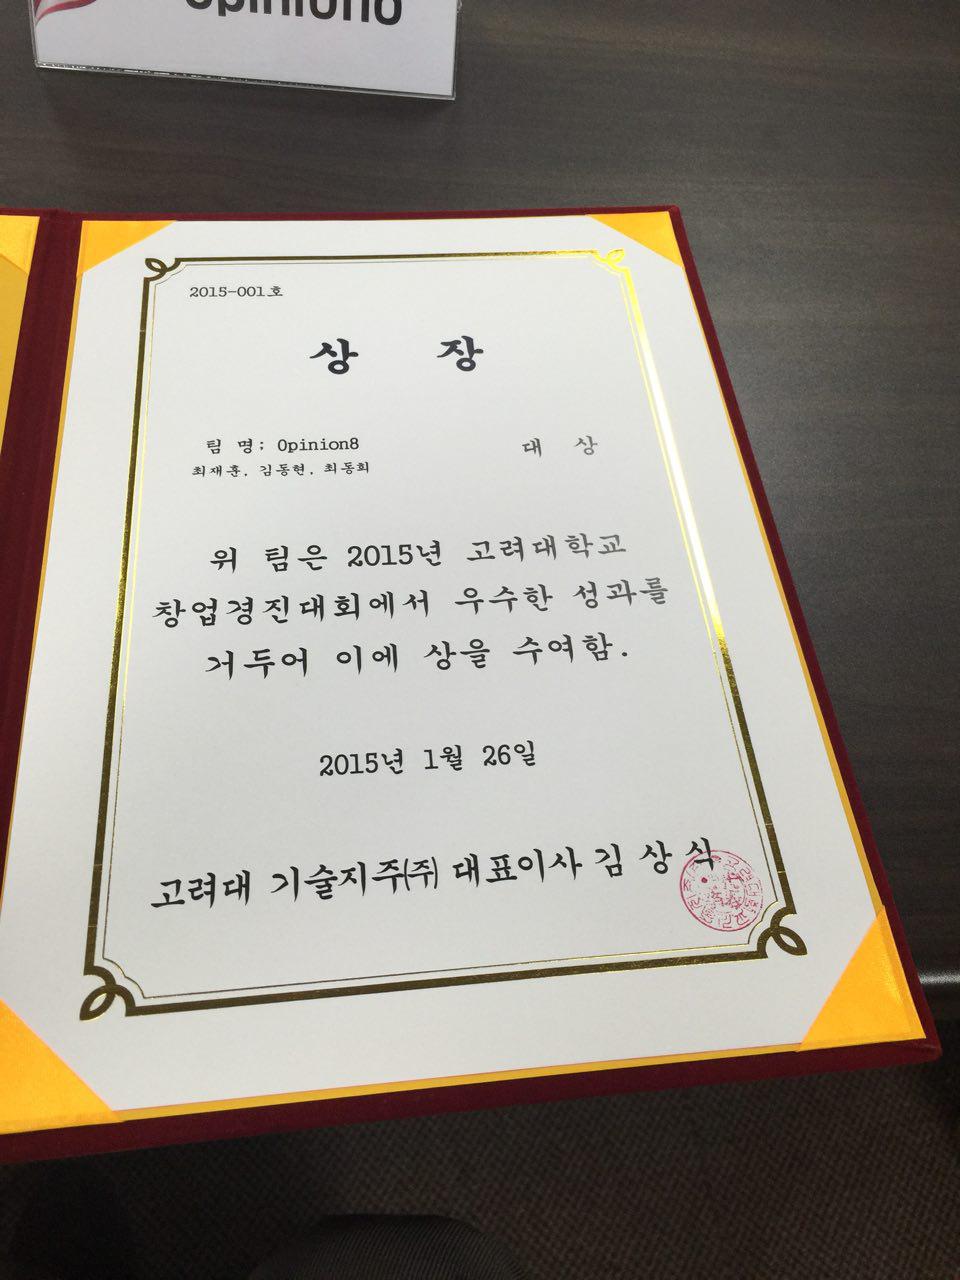 opinion8
2015-001호
상 장
팀 명; Opinion8
대 상
최재훈, 김동현, 최동희
위 팀은 2015년 고려대학교
창업경진대회에서 우수한 성과를
거두어 이에 상을 수여함.
2015년 1월 26일
고려대 기술지주(주) 대표이사 김 상 식